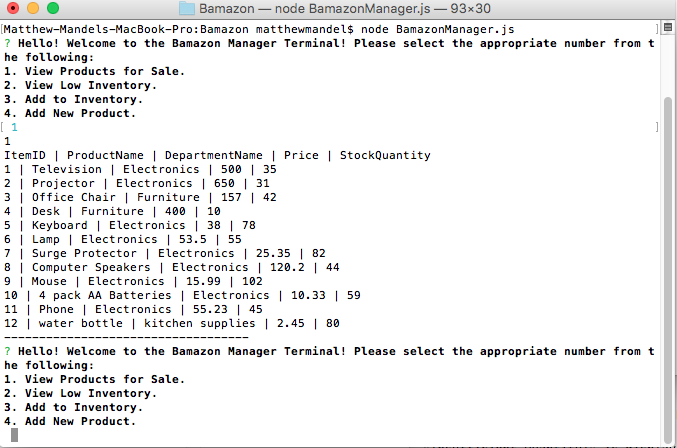 Bamazon — node BamazonManager.js — 93×30
[Matthew-Mandels-MacBook-Pro:Bamazon matthewmandel$ node BamazonManager.js ]
? Hello! Welcome to the Bamazon Manager Terminal! Please select the appropriate number from t
he following:
1. View Products for Sale.
2. View Low Inventory.
3. Add to Inventory.
4. Add New Product.
[ 1 ]
1
ItemID | ProductName | DepartmentName | Price | StockQuantity
1 | Television | Electronics | 500 | 35
2 | Projector | Electronics | 650 | 31
3 | Office Chair | Furniture | 157 | 42
4 | Desk | Furniture | 400 | 10
5 | Keyboard | Electronics | 38 | 78
6 | Lamp | Electronics | 53.5 | 55
7 | Surge Protector | Electronics | 25.35 | 82
8 | Computer Speakers | Electronics | 120.2 | 44
9 | Mouse | Electronics | 15.99 | 102
10 | 4 pack AA Batteries | Electronics | 10.33 | 59
11 | Phone | Electronics | 55.23 | 45
12 | water bottle | kitchen supplies | 2.45 | 80
-----------------------------------
? Hello! Welcome to the Bamazon Manager Terminal! Please select the appropriate number from t
he following:
1. View Products for Sale.
2. View Low Inventory.
3. Add to Inventory.
4. Add New Product.